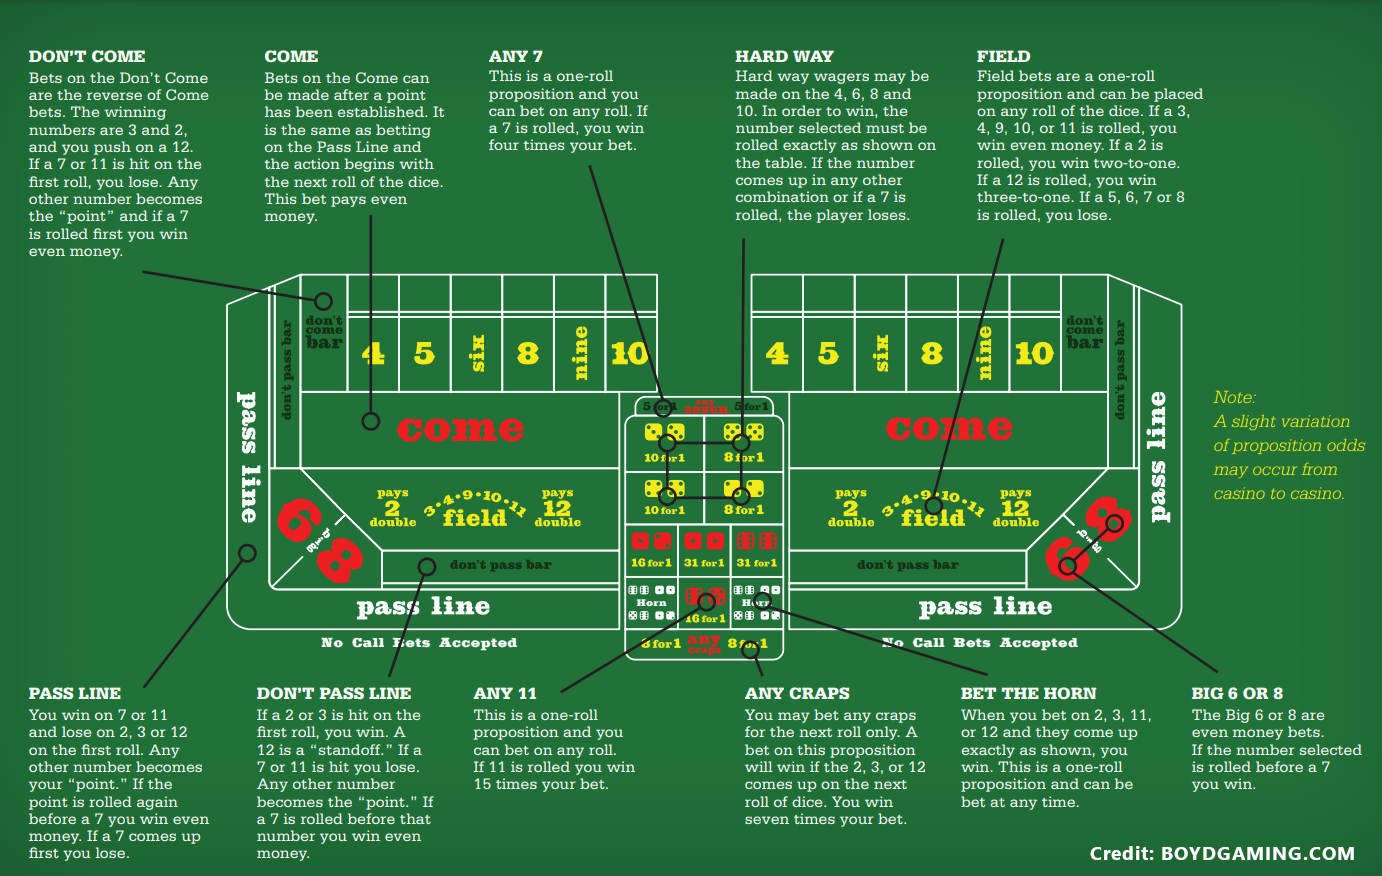 DON'T COME
Bets on the Don't Come
are the reverse of Come
bets. The winning
numbers are 3 and 2,
and you push on a 12.
If a 7 or 11 is hit on the
first roll, you lose. Any
other number becomes
the “point” and if a 7
is rolled first you win
even money.
COME
Bets on the Come can
be made after a point
has been established. It
is the same as betting
on the Pass Line and
the action begins with
the next roll of the dice.
This bet pays even
money.
ANY 7
This is a one-roll
proposition and you
can bet on any roll. If
a 7 is rolled, you win
four times your bet.
HARD WAY
Hard way wagers may be
made on the 4, 6, 8 and
10. In order to win, the
number selected must be
rolled exactly as shown on
the table. If the number
comes up in any other
combination or if a 7 is
rolled, the player loses.
FIELD
Field bets are a one-roll
proposition and can be placed
on any roll of the dice. If a 3,
4, 9, 10, or 11 is rolled, you
win even money. If a 2 is
rolled, you win two-to-one.
If a 12 is rolled, you win
three-to-one. If a 5, 6, 7 or 8
is rolled, you lose.
pass line
don't pass bar
don't
come
bar
4 5 six 8 nine 10
come
pays
2
double
3•4•9•10•11
field
pays
12
double
6 8
don't pass bar
pass line
No Call Bets Accepted
5 for 1 any seven 5 for 1
10 for 1 8 for 1
10 for 1 8 for 1
16 for 1 31 for 1 31 for 1
Horn 16 for 1 Horn
8 for 1 any craps 8 for 1
4 5 six 8 nine 10
don't
come
bar
don't pass bar
pass line
come
pays
2
double
3•4•9•10•11
field
pays
12
double
6 8
don't pass bar
pass line
No Call Bets Accepted
Note:
A slight variation
of proposition odds
may occur from
casino to casino.
PASS LINE
You win on 7 or 11
and lose on 2, 3 or 12
on the first roll. Any
other number becomes
your “point.” If the
point is rolled again
before a 7 you win even
money. If a 7 comes up
first you lose.
DON'T PASS LINE
If a 2 or 3 is hit on the
first roll, you win. A
12 is a “standoff.” If a
7 or 11 is hit you lose.
Any other number
becomes the “point.” If
a 7 is rolled before that
number you win even
money.
ANY 11
This is a one-roll
proposition and you
can bet on any roll.
If 11 is rolled you win
15 times your bet.
ANY CRAPS
You may bet any craps
for the next roll only. A
bet on this proposition
will win if the 2, 3, or 12
comes up on the next
roll of dice. You win
seven times your bet.
BET THE HORN
When you bet on 2, 3, 11,
or 12 and they come up
exactly as shown, you
win. This is a one-roll
proposition and can be
bet at any time.
BIG 6 OR 8
The Big 6 or 8 are
even money bets.
If the number selected
is rolled before a 7
you win.
Credit: BOYDGAMING.COM